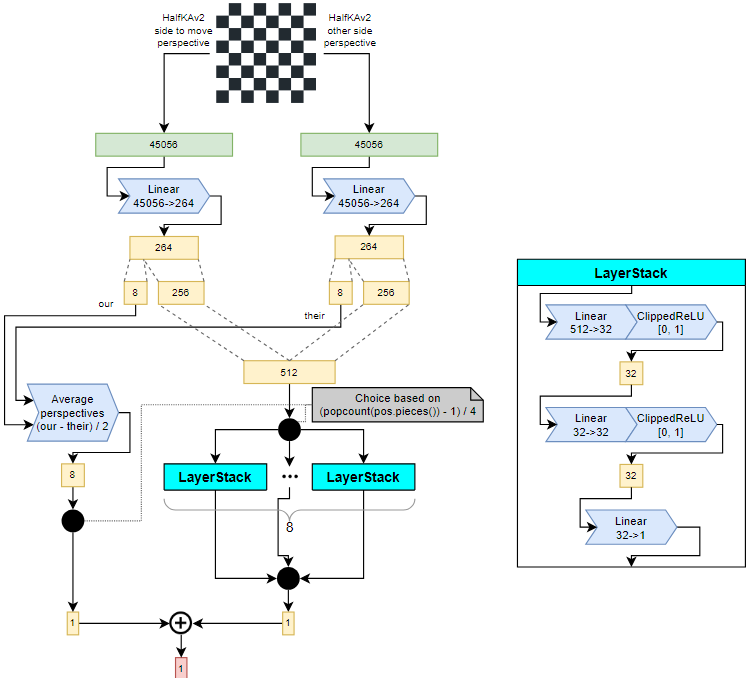 HalfKAv2
side to move
perspective
HalfKAv2
other side
perspective
45056
45056
Linear
45056->264
Linear
45056->264
264
264
8
256
8
256
our
their
512
Average
perspectives
(our - their) / 2
Choice based on
(popcount(pos.pieces()) - 1) / 4
8
LayerStack
...
LayerStack
8
1
1
1
LayerStack
Linear
512->32
ClippedReLU
[0, 1]
32
Linear
32->32
ClippedReLU
[0, 1]
32
Linear
32->1